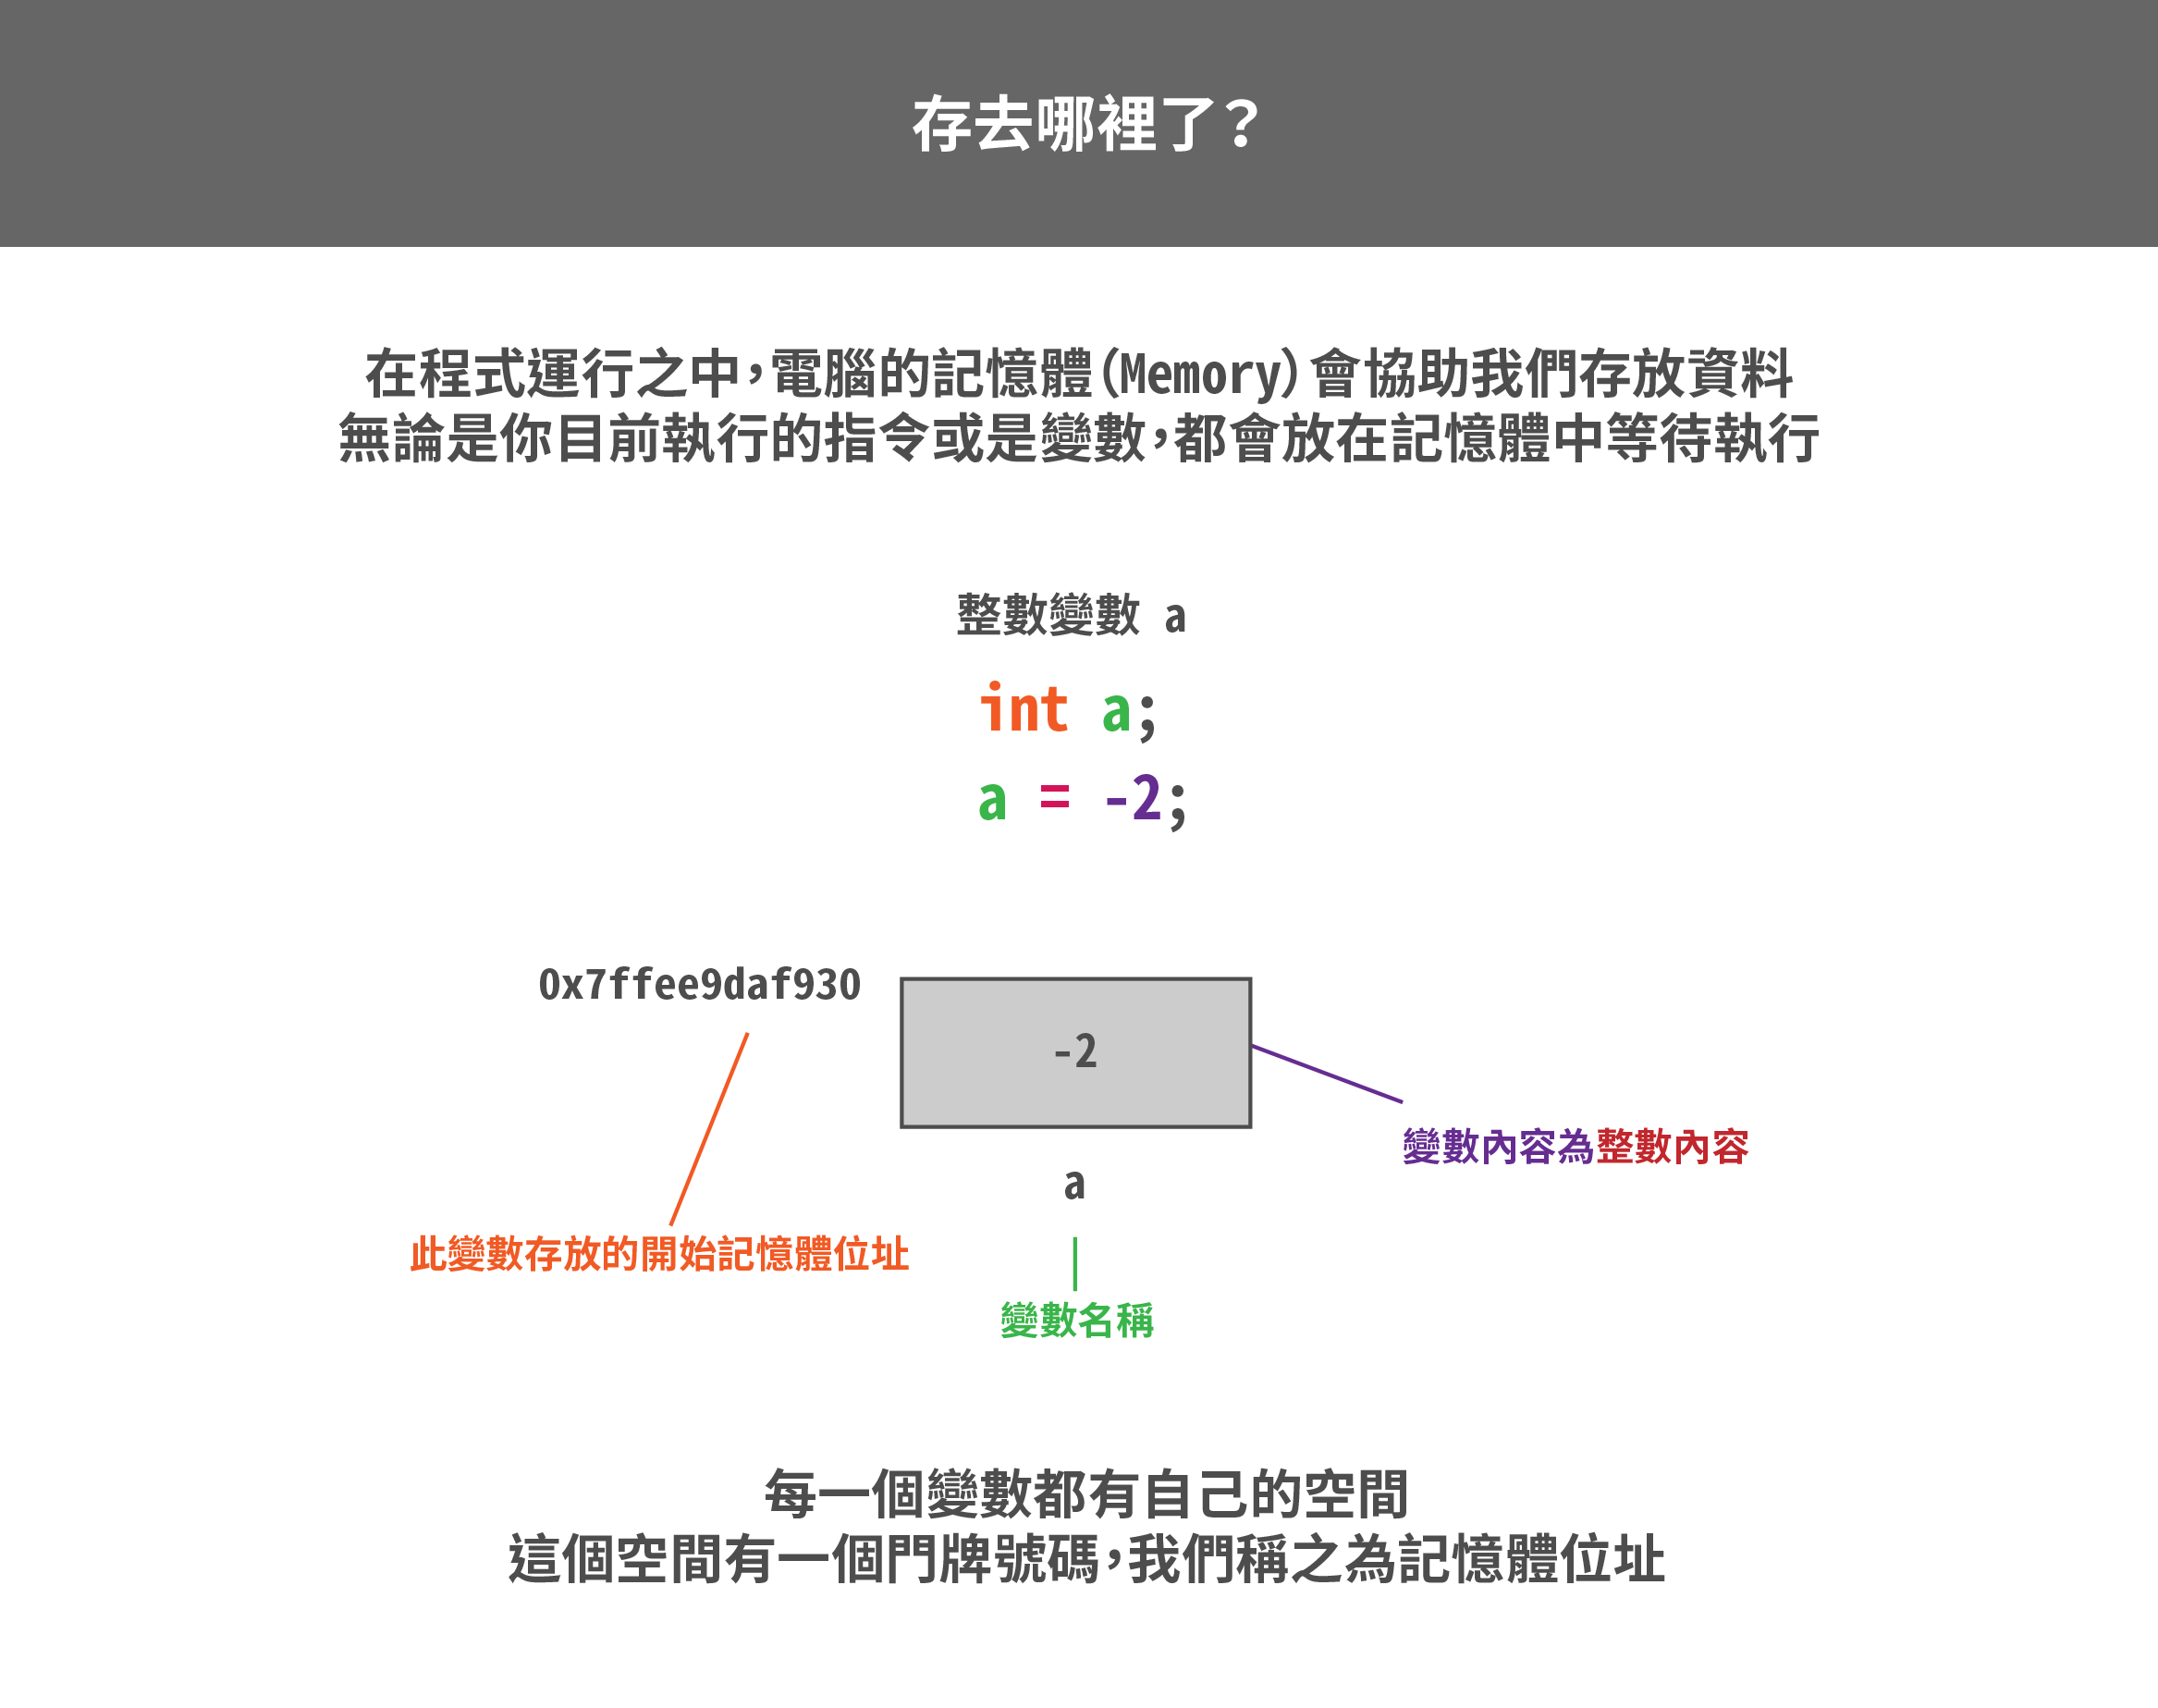 存去哪裡了?
在程式運行之中，電腦的記憶體(Memory)會協助我們存放資料
無論是你目前執行的指令或是變數，都會放在記憶體中等待執行
整數變數 a
int a;
a = -2;
0x7ffee9daf930
-2
變數內容為整數內容
a
此變數存放的開始記憶體位址
變數名稱
每一個變數都有自己的空間
這個空間有一個門牌號碼，我們稱之為記憶體位址